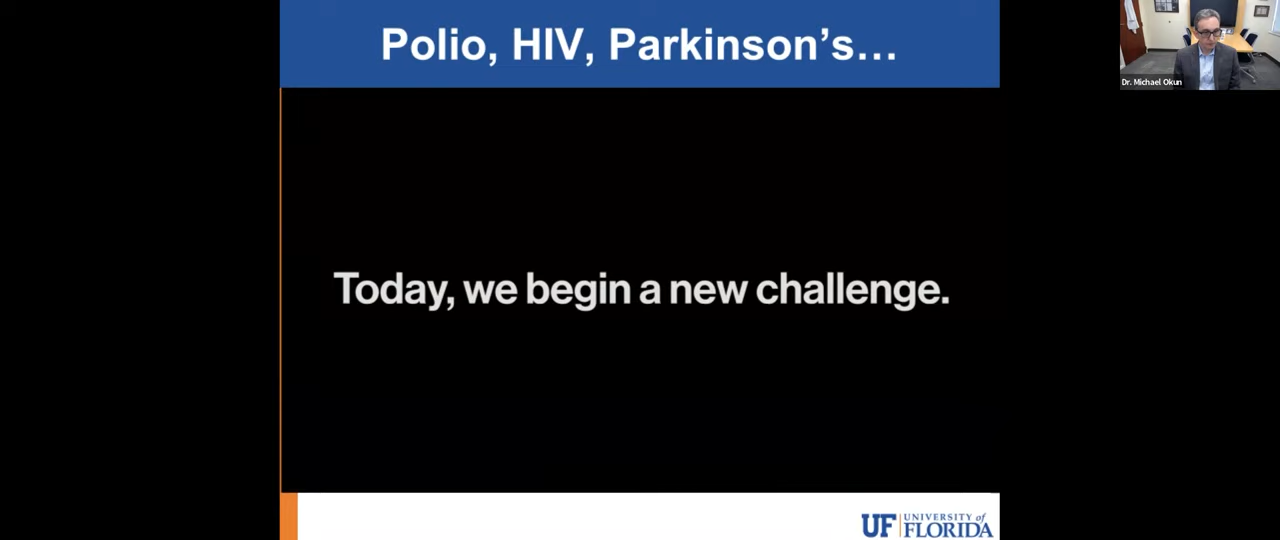 Polio, HIV, Parkinson's…
Dr. Michael Okun
Today, we begin a new challenge.
UF UNIVERSITY of
FLORIDA